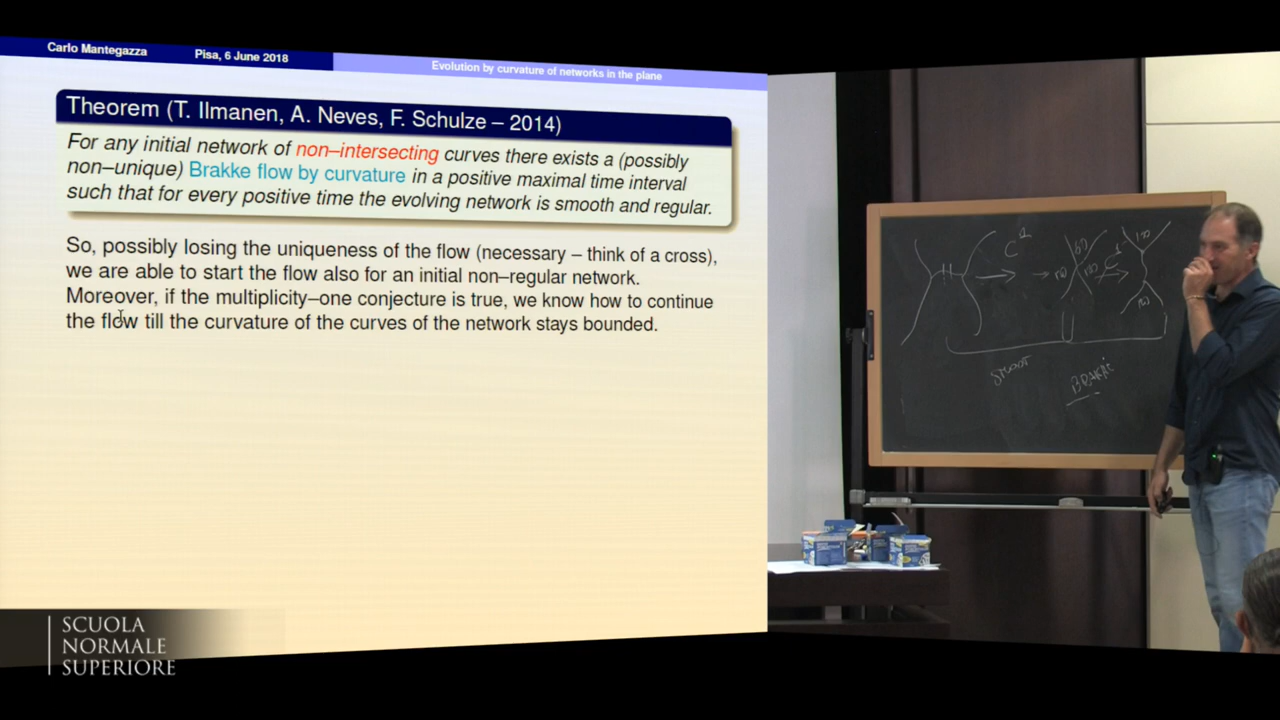 Carlo Mantegazza Pisa, 6 June 2018
Evolution by curvature of networks in the plane
Theorem (T. Ilmanen, A. Neves, F. Schulze – 2014)
For any initial network of non–intersecting curves there exists a (possibly
non–unique) Brakke flow by curvature in a positive maximal time interval
such that for every positive time the evolving network is smooth and regular.
So, possibly losing the uniqueness of the flow (necessary – think of a cross),
we are able to start the flow also for an initial non–regular network.
Moreover, if the multiplicity–one conjecture is true, we know how to continue
the flow till the curvature of the curves of the network stays bounded.
BRAKKE
SCUOLA
NORMALE
SUPERIORE